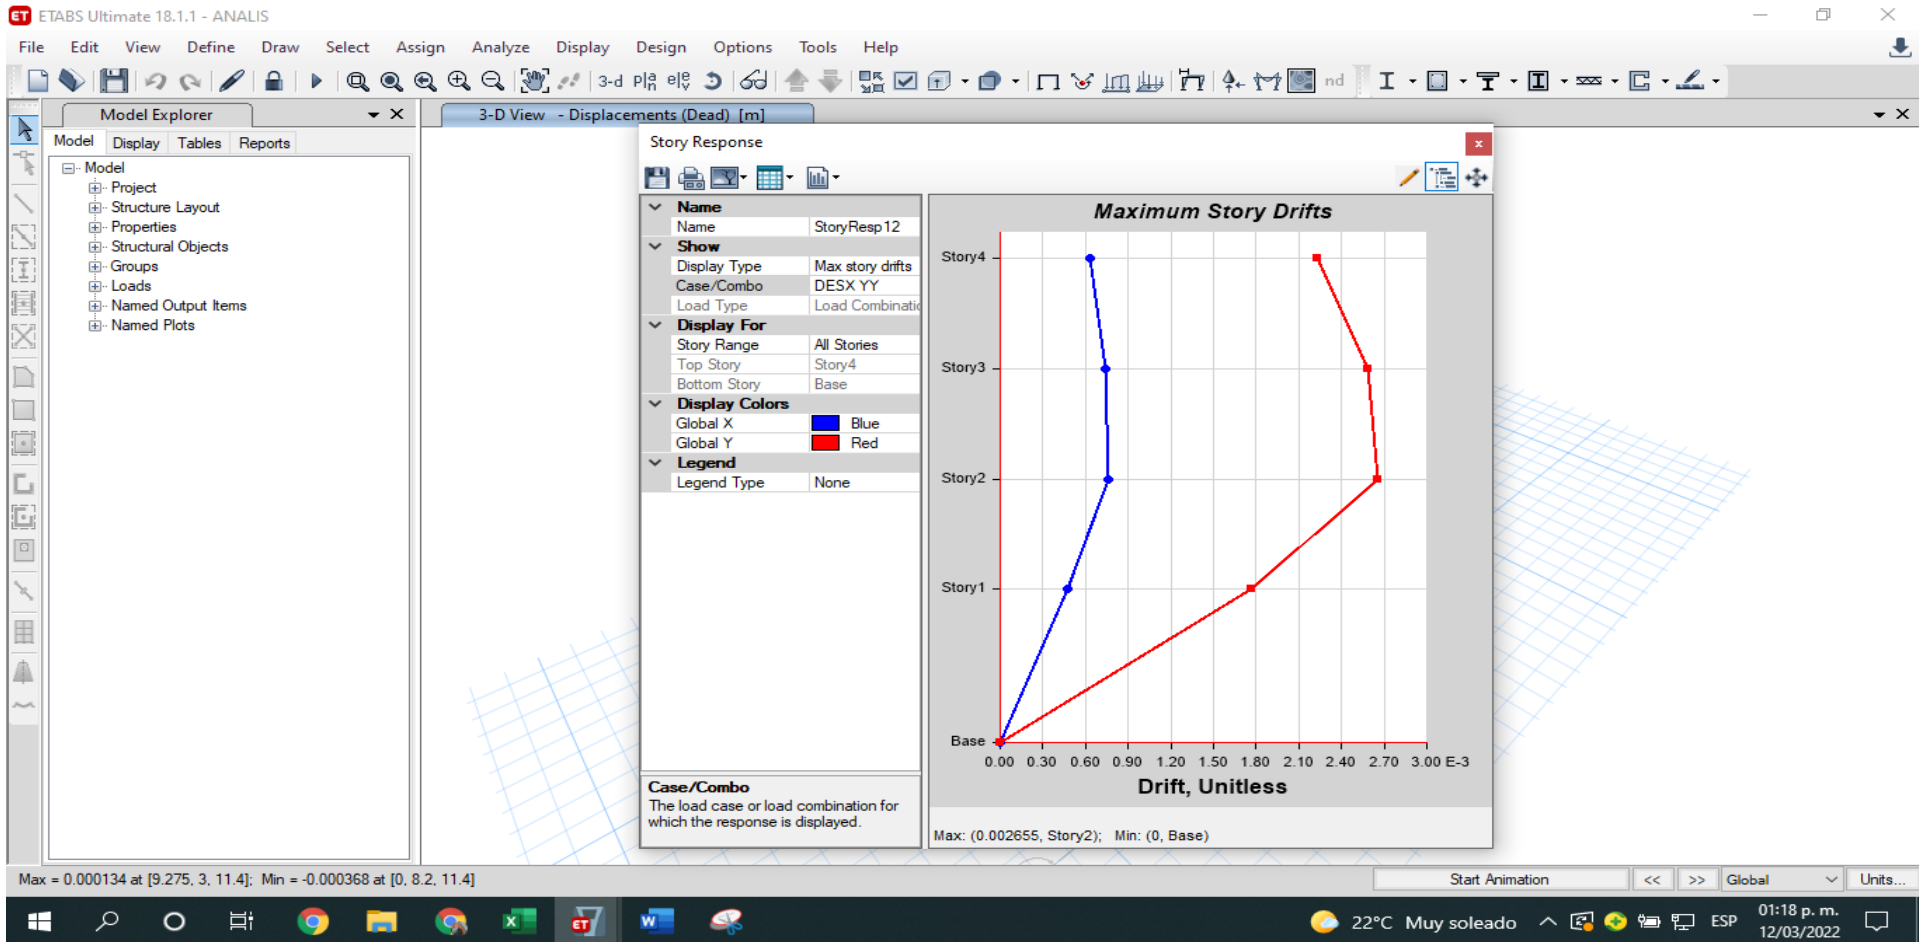 ETABS Ultimate 18.1.1 - ANALIS
File Edit View Define Draw Select Assign Analyze Display Design Options Tools Help
3-d nd
Model Explorer
3-D View - Displacements (Dead) [m]
Model Display Tables Reports
Model
Project
Structure Layout
Properties
Structural Objects
Groups
Loads
Named Output Items
Named Plots
Story Response
Name
Name StoryResp12
Show
Display Type Max story drifts
Case/Combo DESX YY
Load Type Load Combinatio
Display For
Story Range All Stories
Top Story Story4
Bottom Story Base
Display Colors
Global X Blue
Global Y Red
Legend
Legend Type None
Case/Combo
The load case or load combination for
which the response is displayed.
Maximum Story Drifts
Story4
Story3
Story2
Story1
Base
0.00 0.30 0.60 0.90 1.20 1.50 1.80 2.10 2.40 2.70 3.00 E-3
Drift, Unitless
Max: (0.002655, Story2); Min: (0, Base)
Max = 0.000134 at [9.275, 3, 11.4]; Min = -0.000368 at [0, 8.2, 11.4]
Start Animation << >> Global Units...
22°C Muy soleado ESP 01:18 p. m.
12/03/2022